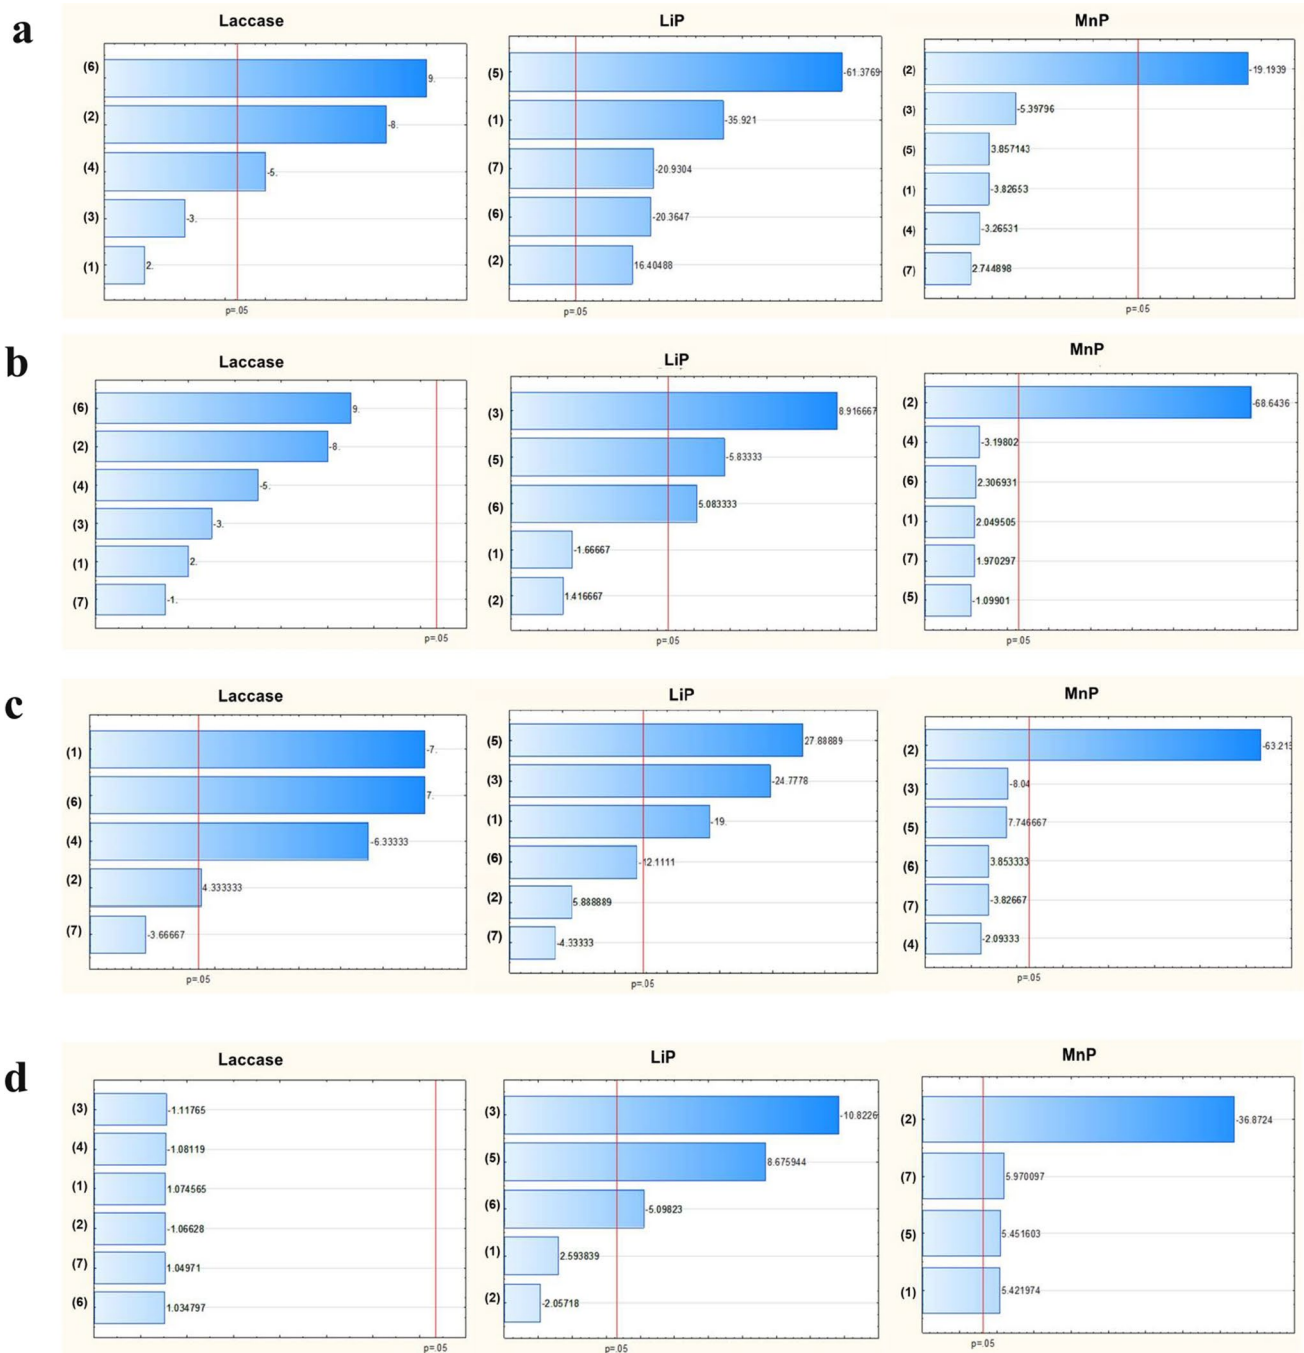 a
Laccase
(6) 9.
(2) -8.
(4) -5.
(3) -3.
(1) 2.
p=.05
LiP
(5) -61.3769
(1) -35.921
(7) -20.9304
(6) -20.3647
(2) 16.40488
p=.05
MnP
(2) -19.1939
(3) -5.39796
(5) 3.857143
(1) -3.82653
(4) -3.26531
(7) 2.744898
p=.05
b
Laccase
(6) 9.
(2) -8.
(4) -5.
(3) -3.
(1) 2.
(7) -1.
p=.05
LiP
(3) 8.916667
(5) -5.83333
(6) 5.083333
(1) -1.66667
(2) 1.416667
p=.05
MnP
(2) -68.6436
(4) -3.19802
(6) 2.306931
(1) 2.049505
(7) 1.970297
(5) -1.09901
p=.05
c
Laccase
(1) -7.
(6) 7.
(4) -6.33333
(2) 4.333333
(7) -3.66667
p=.05
LiP
(5) 27.88889
(3) -24.7778
(1) -19.
(6) -12.1111
(2) 5.888889
(7) -4.33333
p=.05
MnP
(2) -63.213
(3) -8.04
(5) 7.746667
(6) 3.853333
(7) -3.82667
(4) -2.09333
p=.05
d
Laccase
(3) -1.11765
(4) -1.08119
(1) 1.074565
(2) -1.06628
(7) 1.04971
(6) 1.034797
p=.05
LiP
(3) -10.8226
(5) 8.675944
(6) -5.09823
(1) 2.593839
(2) -2.05718
p=.05
MnP
(2) -36.8724
(7) 5.970097
(5) 5.451603
(1) 5.421974
p=.05